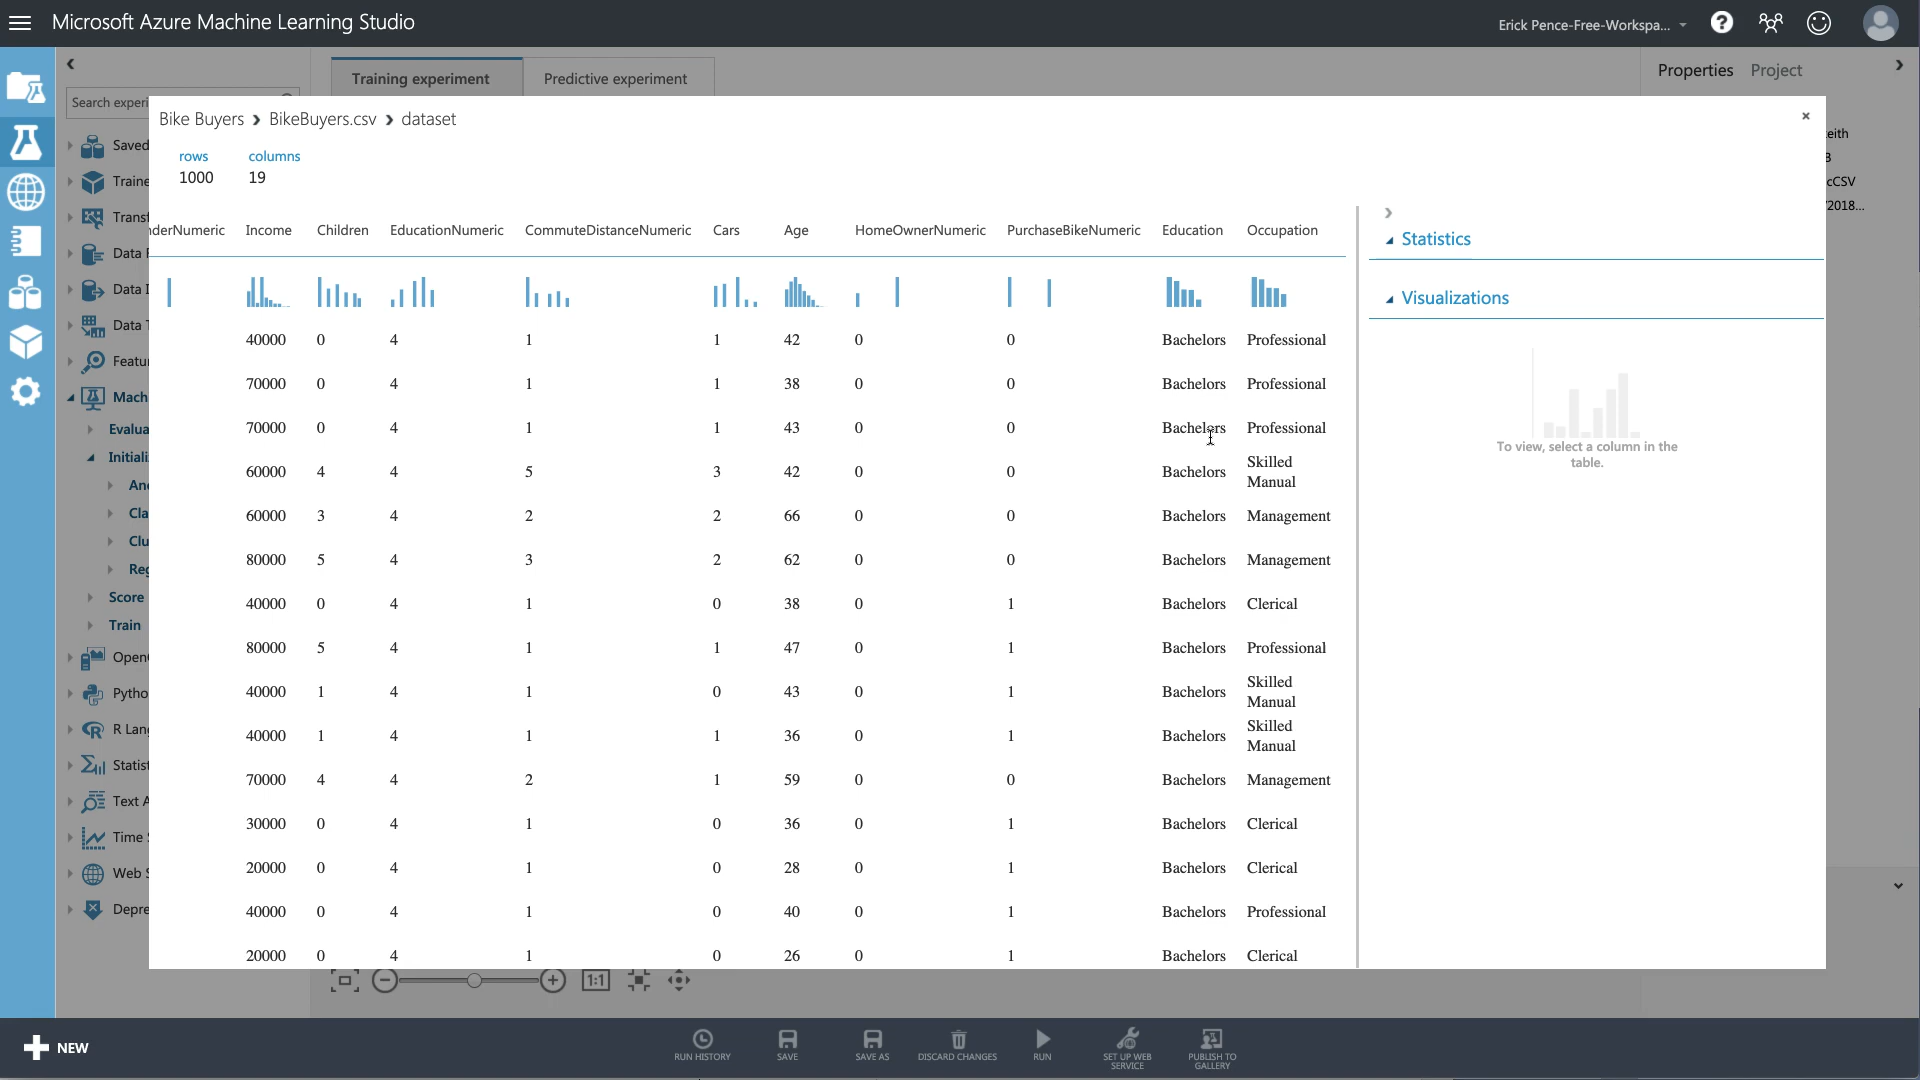 Microsoft Azure Machine Learning Studio
Erick Pence-Free-Workspa...
Training experiment
Predictive experiment
Properties
Project
Search experi
Bike Buyers › BikeBuyers.csv › dataset
rows
columns
1000
19
derNumeric Income Children EducationNumeric CommuteDistanceNumeric Cars Age HomeOwnerNumeric PurchaseBikeNumeric Education Occupation
40000 0 4 1 1 42 0 0 Bachelors Professional
70000 0 4 1 1 38 0 0 Bachelors Professional
70000 0 4 1 1 43 0 0 Bachelors Professional
60000 4 4 5 3 42 0 0 Bachelors Skilled Manual
60000 3 4 2 2 66 0 0 Bachelors Management
80000 5 4 3 2 62 0 0 Bachelors Management
40000 0 4 1 0 38 0 1 Bachelors Clerical
80000 5 4 1 1 47 0 1 Bachelors Professional
40000 1 4 1 0 43 0 1 Bachelors Skilled Manual
40000 1 4 1 1 36 0 1 Bachelors Skilled Manual
70000 4 4 2 1 59 0 0 Bachelors Management
30000 0 4 1 0 36 0 1 Bachelors Clerical
20000 0 4 1 0 28 0 1 Bachelors Clerical
40000 0 4 1 0 40 0 1 Bachelors Professional
20000 0 4 1 0 26 0 1 Bachelors Clerical
Statistics
Visualizations
To view, select a column in the
table.
eith
cCSV
/2018...
Saved
Traine
Transf
Data
Data
Data
Featu
Mach
Evalua
Initiali
Cla
Clu
Reg
Score
Train
Open
Pytho
R Lang
Statist
Text A
Time
Web S
Depre
1:1
NEW
RUN HISTORY
SAVE
SAVE AS
DISCARD CHANGES
RUN
SET UP WEB
SERVICE
PUBLISH TO
GALLERY